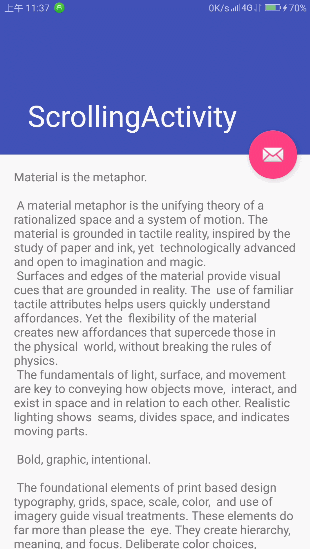 上午 11:37 0K/s 4G 70%
ScrollingActivity
Material is the metaphor.
A material metaphor is the unifying theory of a
rationalized space and a system of motion. The
material is grounded in tactile reality, inspired by the
study of paper and ink, yet technologically advanced
and open to imagination and magic.
Surfaces and edges of the material provide visual
cues that are grounded in reality. The use of familiar
tactile attributes helps users quickly understand
affordances. Yet the flexibility of the material
creates new affordances that supercede those in
the physical world, without breaking the rules of
physics.
The fundamentals of light, surface, and movement
are key to conveying how objects move, interact, and
exist in space and in relation to each other. Realistic
lighting shows seams, divides space, and indicates
moving parts.
Bold, graphic, intentional.
The foundational elements of print based design
typography, grids, space, scale, color, and use of
imagery guide visual treatments. These elements do
far more than please the eye. They create hierarchy,
meaning, and focus. Deliberate color choices,